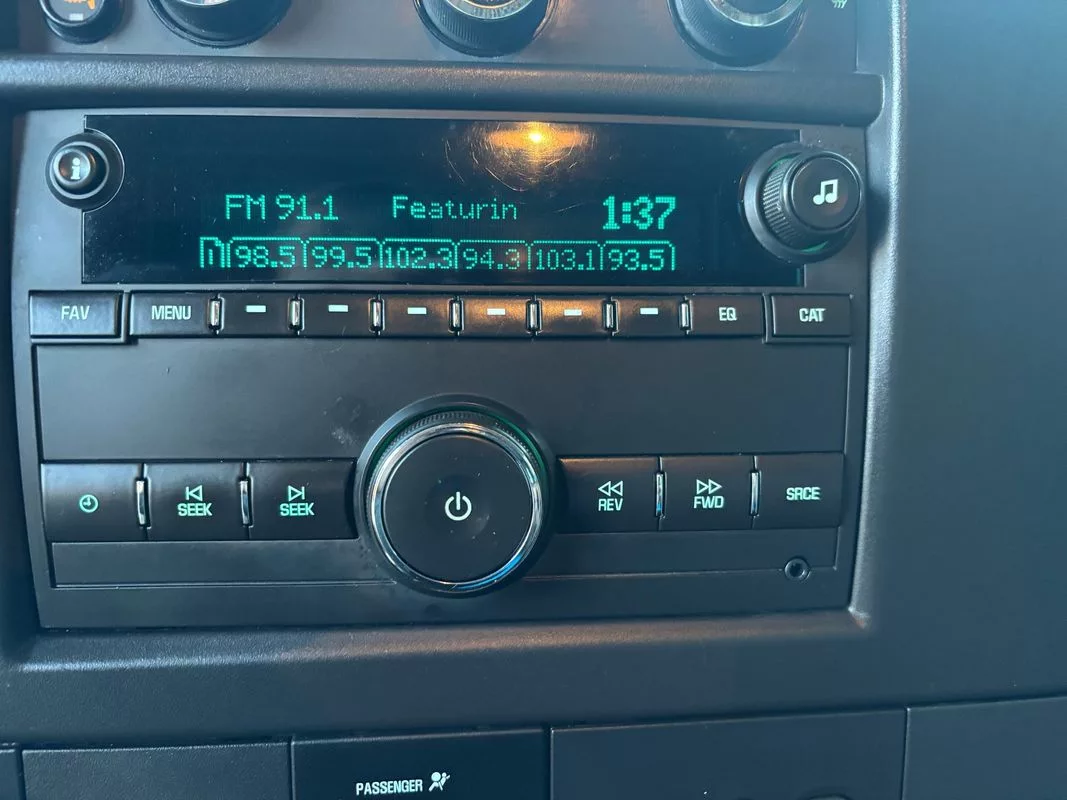 FM 91.1 Featurin 1:37
98.5 99.5 102.3 94.3 103.1 93.5
FAV MENU EQ CAT
SEEK SEEK REV FWD SRCE
PASSENGER